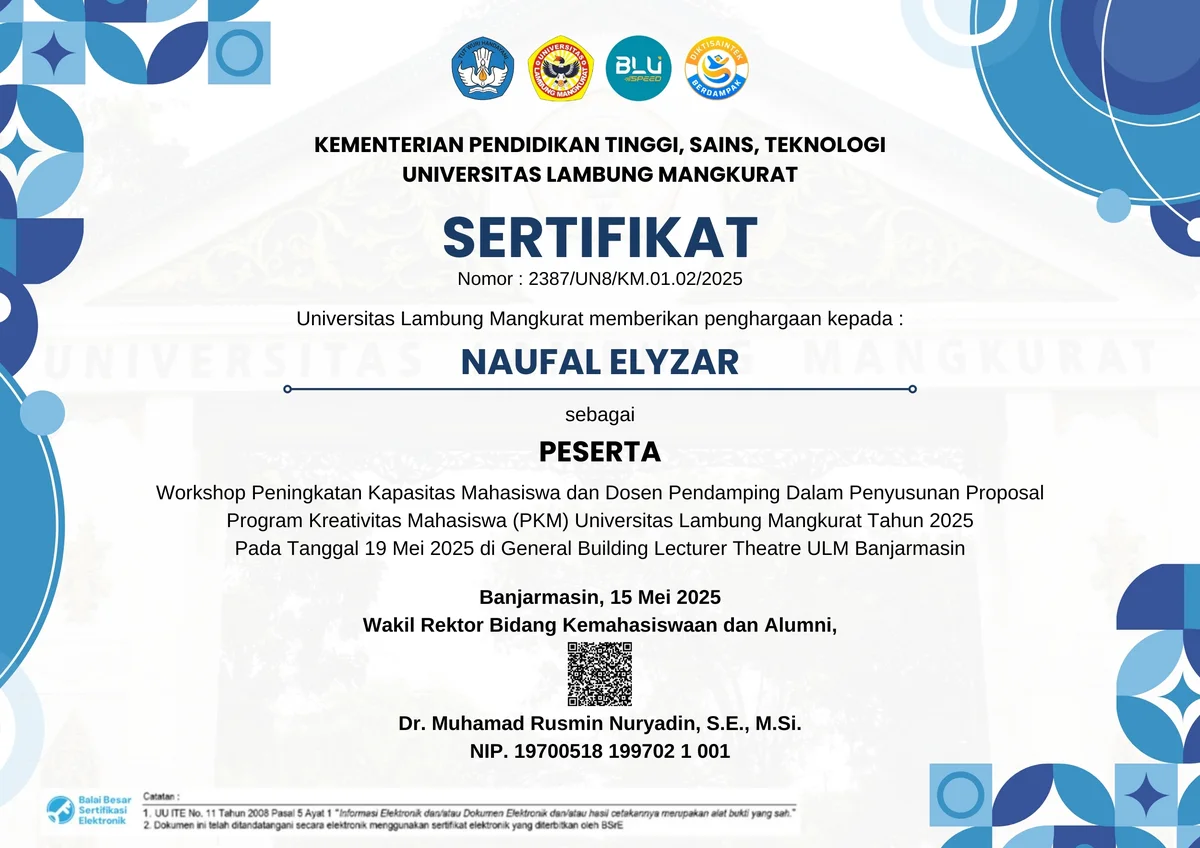 TUT WURI HANDAYANI
UNIVERSITAS
LAMBUNG MANGKURAT
BLU
SPEED
DIKTISAINTEK
BERDAMPAK
KEMENTERIAN PENDIDIKAN TINGGI, SAINS, TEKNOLOGI
UNIVERSITAS LAMBUNG MANGKURAT
SERTIFIKAT
Nomor : 2387/UN8/KM.01.02/2025
Universitas Lambung Mangkurat memberikan penghargaan kepada :
UNIVERSITAS MANGKURAT
NAUFAL ELYZAR
sebagai
PESERTA
Workshop Peningkatan Kapasitas Mahasiswa dan Dosen Pendamping Dalam Penyusunan Proposal
Program Kreativitas Mahasiswa (PKM) Universitas Lambung Mangkurat Tahun 2025
Pada Tanggal 19 Mei 2025 di General Building Lecturer Theatre ULM Banjarmasin
Banjarmasin, 15 Mei 2025
Wakil Rektor Bidang Kemahasiswaan dan Alumni,
Dr. Muhamad Rusmin Nuryadin, S.E., M.Si.
NIP. 19700518 199702 1 001
Balai Besar
Sertifikasi
Elektronik
Catatan :
1. UU ITE No. 11 Tahun 2008 Pasal 5 Ayat 1 "Informasi Elektronik dan/atau Dokumen Elektronik dan/atau hasil cetakannya merupakan alat bukti yang sah."
2. Dokumen ini telah ditandatangani secara elektronik menggunakan sertifikat elektronik yang diterbitkan oleh BSrE